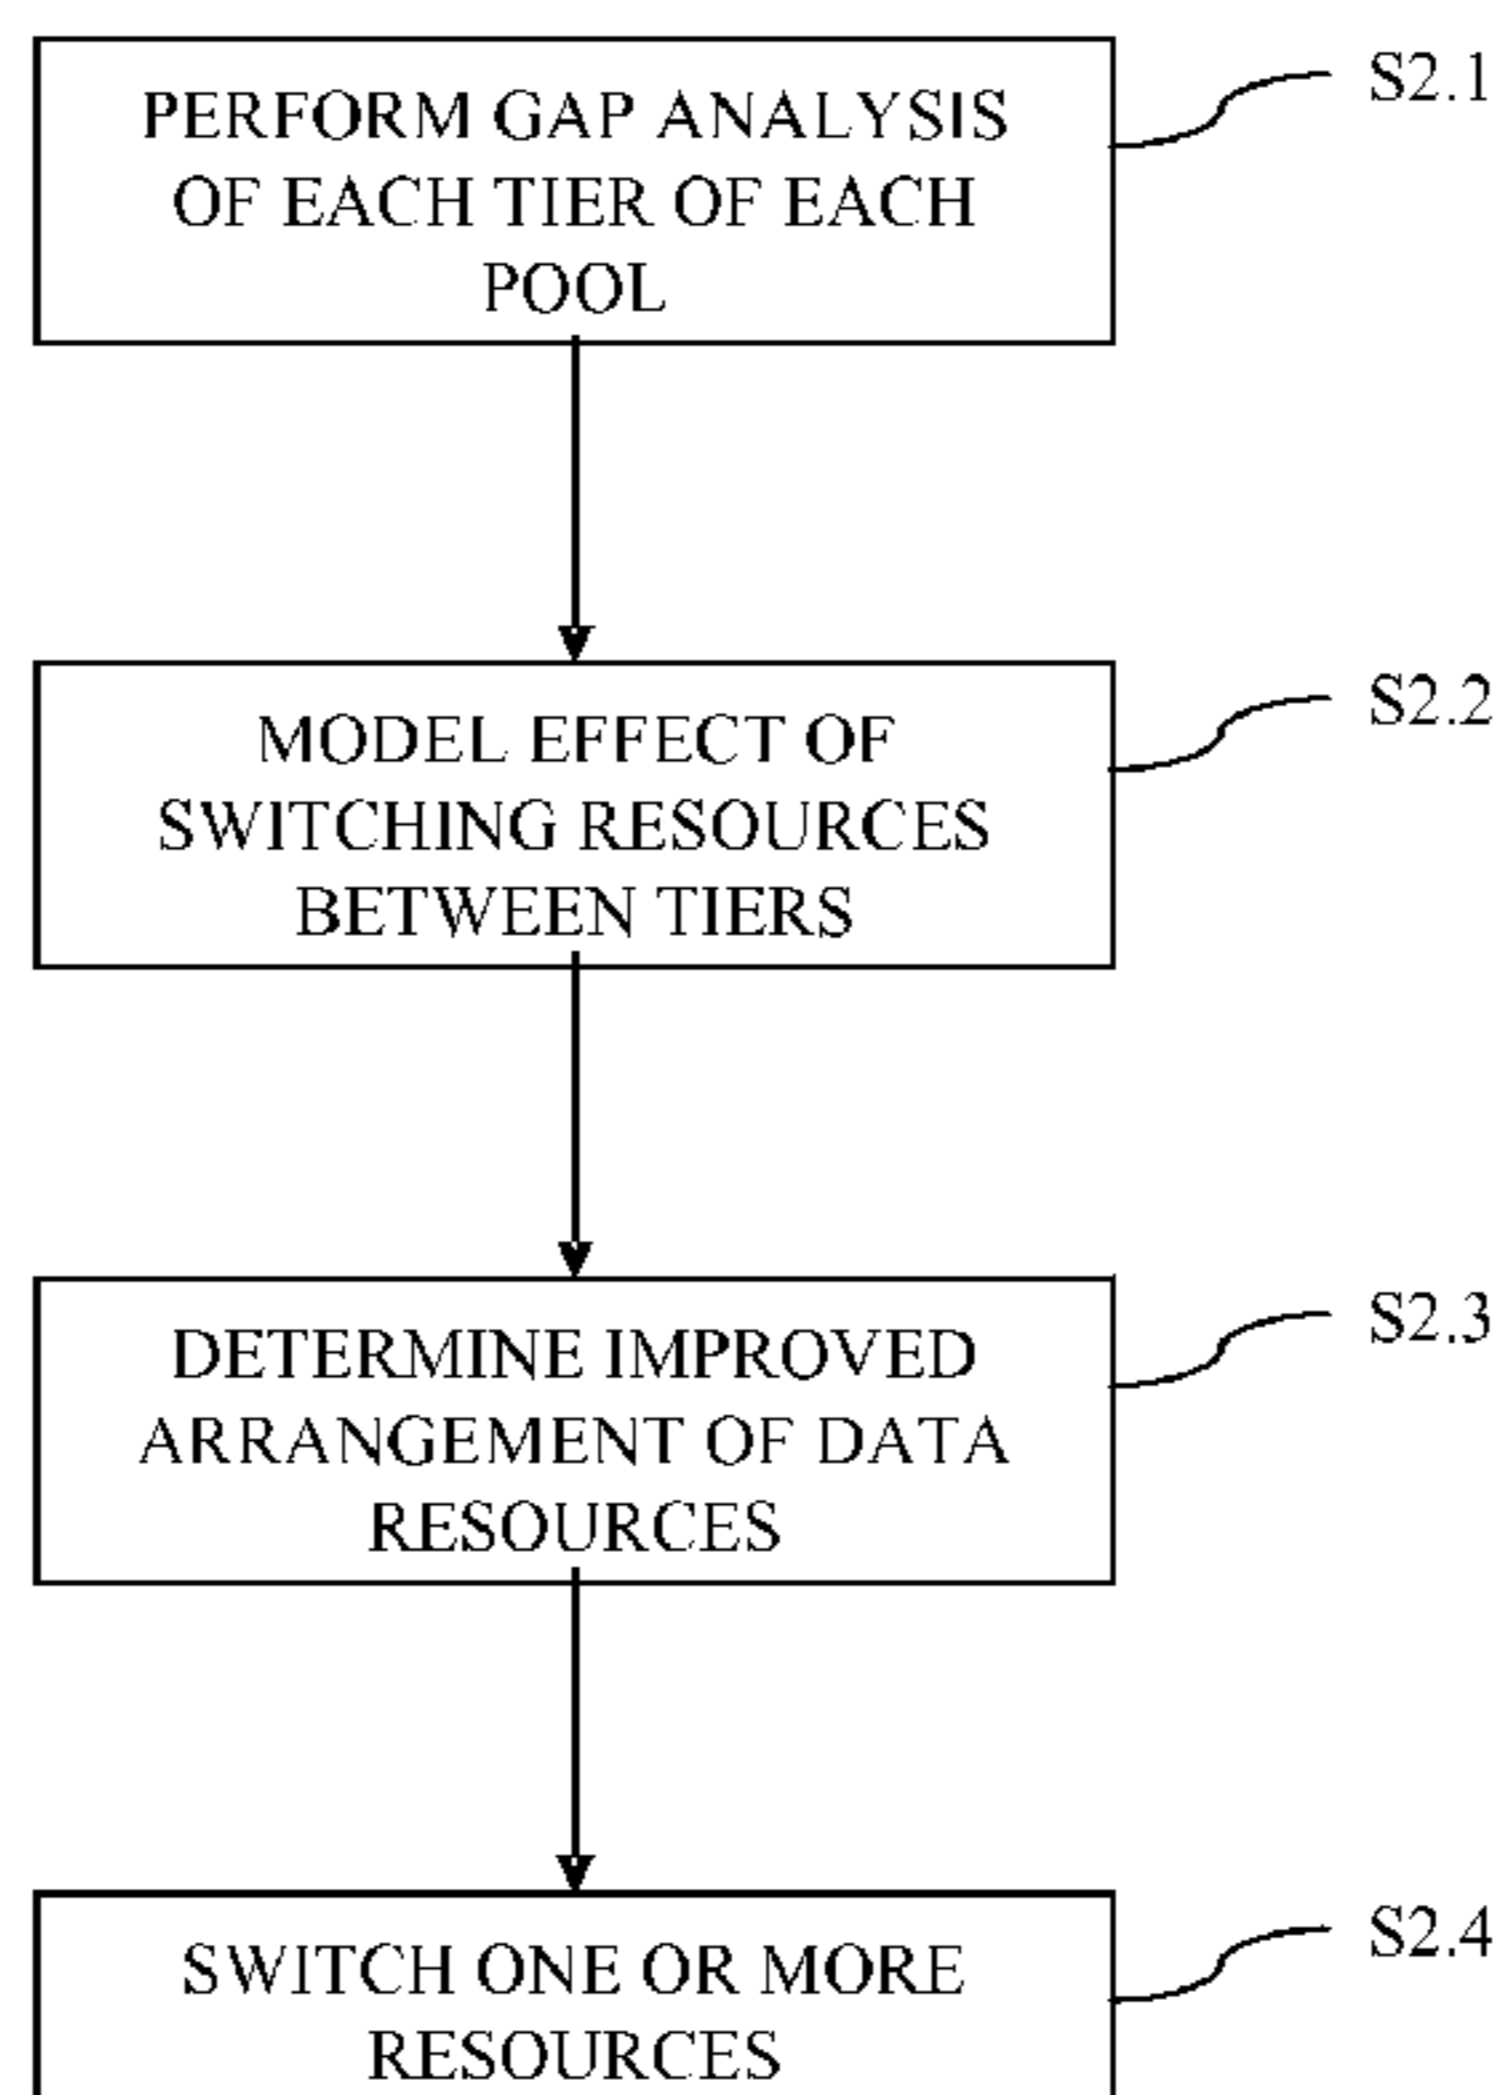 PERFORM GAP ANALYSIS
OF EACH TIER OF EACH
POOL
S2.1
MODEL EFFECT OF
SWITCHING RESOURCES
BETWEEN TIERS
S2.2
DETERMINE IMPROVED
ARRANGEMENT OF DATA
RESOURCES
S2.3
SWITCH ONE OR MORE
RESOURCES
S2.4